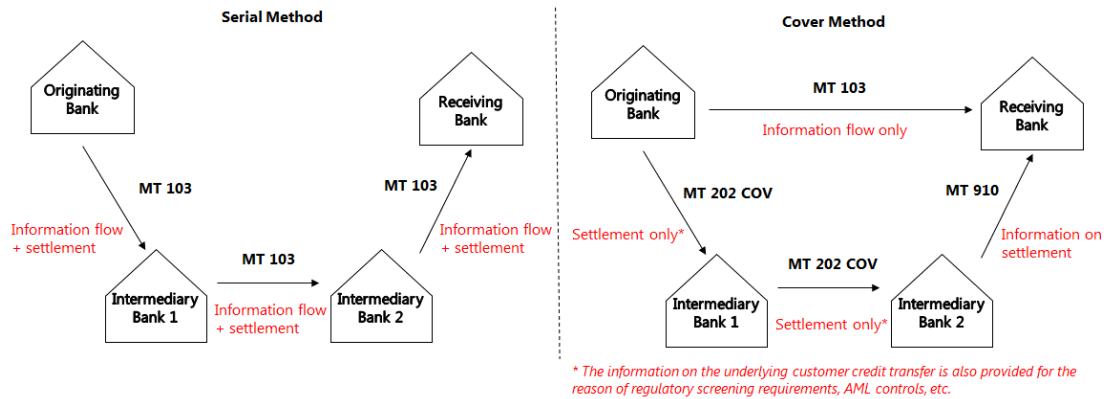 Serial Method
Originating
Bank
Receiving
Bank
MT 103
MT 103
Information flow
+ settlement
Information flow
+ settlement
MT 103
Intermediary
Bank 1
Information flow
+ settlement
Intermediary
Bank 2
Cover Method
Originating
Bank
MT 103
Information flow only
Receiving
Bank
MT 202 COV
MT 910
Settlement only*
Information on
settlement
MT 202 COV
Intermediary
Bank 1
Settlement only*
Intermediary
Bank 2
* The information on the underlying customer credit transfer is also provided for the
reason of regulatory screening requirements, AML controls, etc.